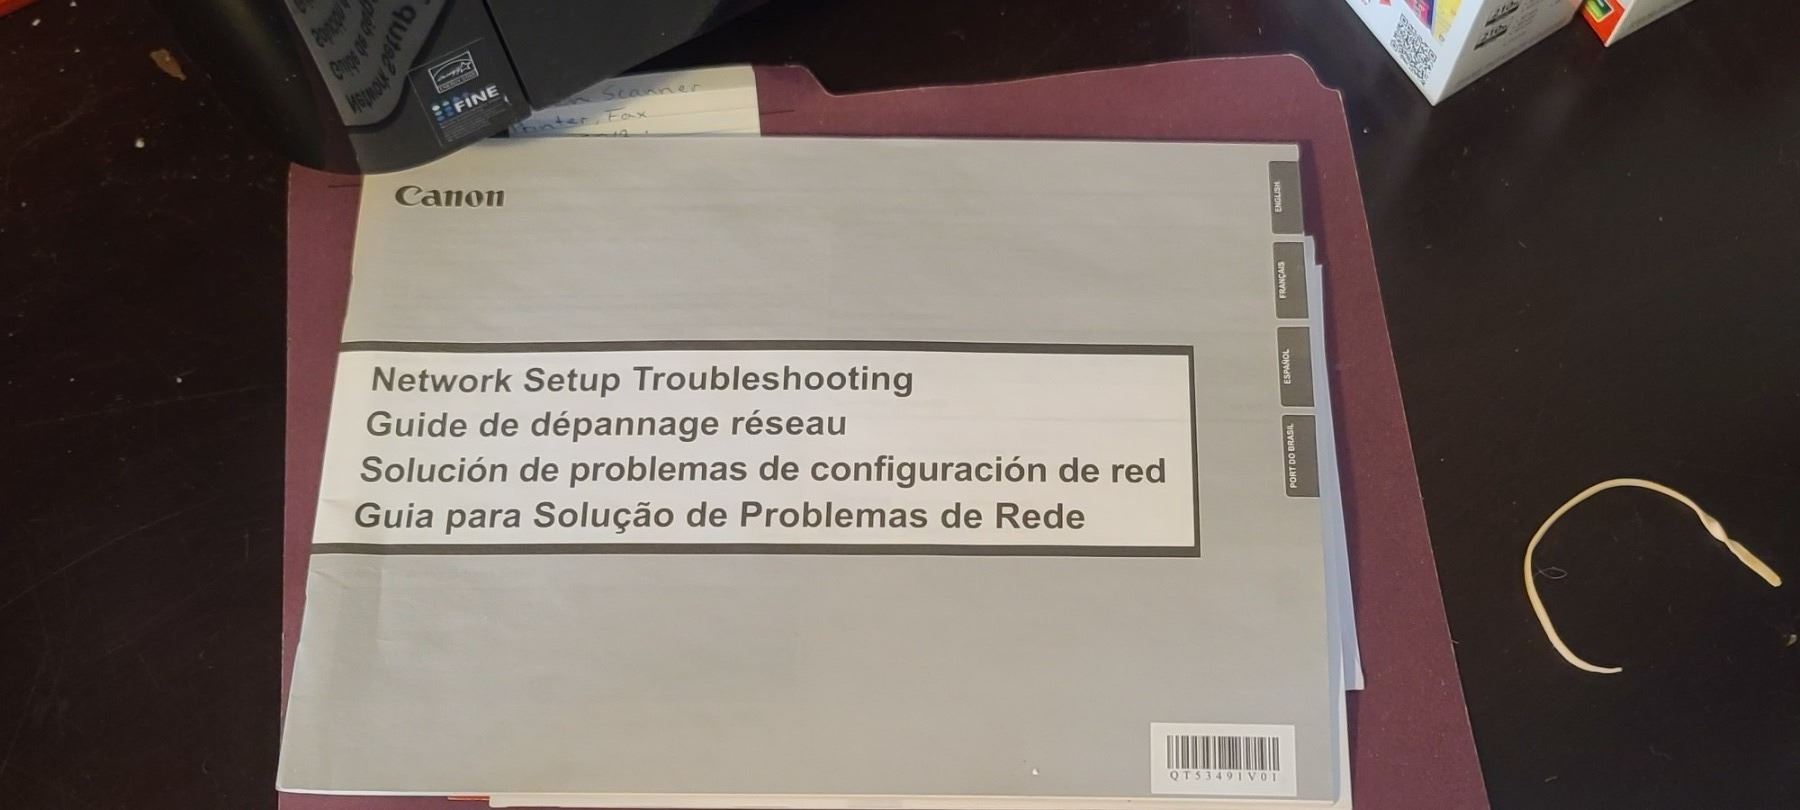 FINE
Scanner
Printer, Fax
Canon
Network Setup Troubleshooting
Guide de dépannage réseau
Solución de problemas de configuración de red
Guia para Solução de Problemas de Rede
ENGLISH
FRANÇAIS
ESPAÑOL
PORT DO BRASIL
QT53491V01